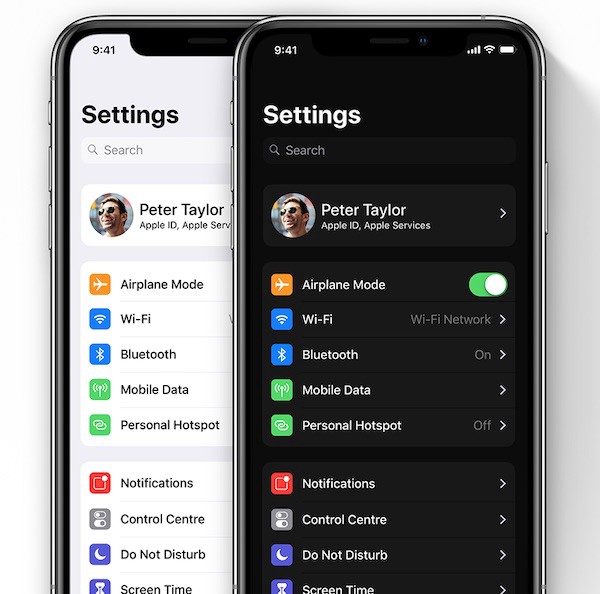 9:41
Settings
Search
Peter Taylor
Apple ID, Apple Serv
Airplane Mode
Wi-Fi
Bluetooth
Mobile Data
Personal Hotspot
Notifications
Control Centre
Do Not Disturb
Screen Time
9:41
Settings
Search
Peter Taylor
Apple ID, Apple Services
Airplane Mode
Wi-Fi Wi-Fi Network
Bluetooth On
Mobile Data
Personal Hotspot Off
Notifications
Control Centre
Do Not Disturb
Screen Time